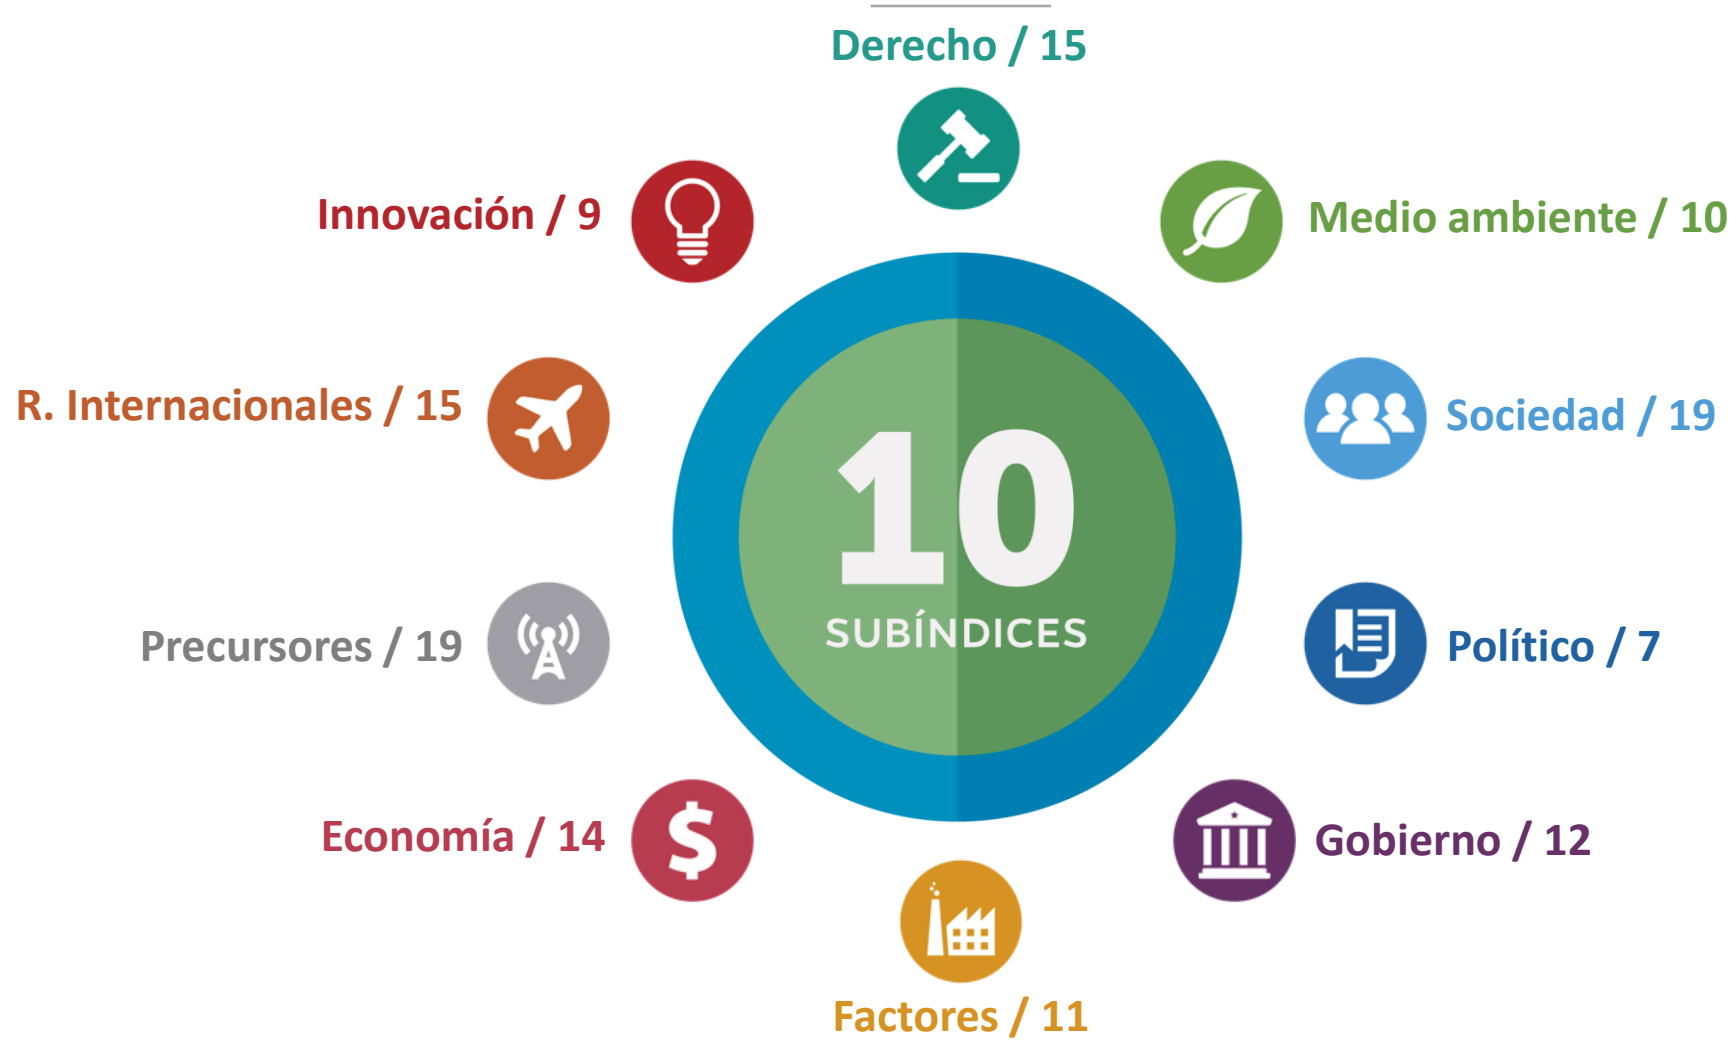 Derecho / 15
Innovación / 9
Medio ambiente / 10
R. Internacionales / 15
Sociedad / 19
10
SUBÍNDICES
Precursores / 19
Político / 7
Economía / 14
Gobierno / 12
Factores / 11